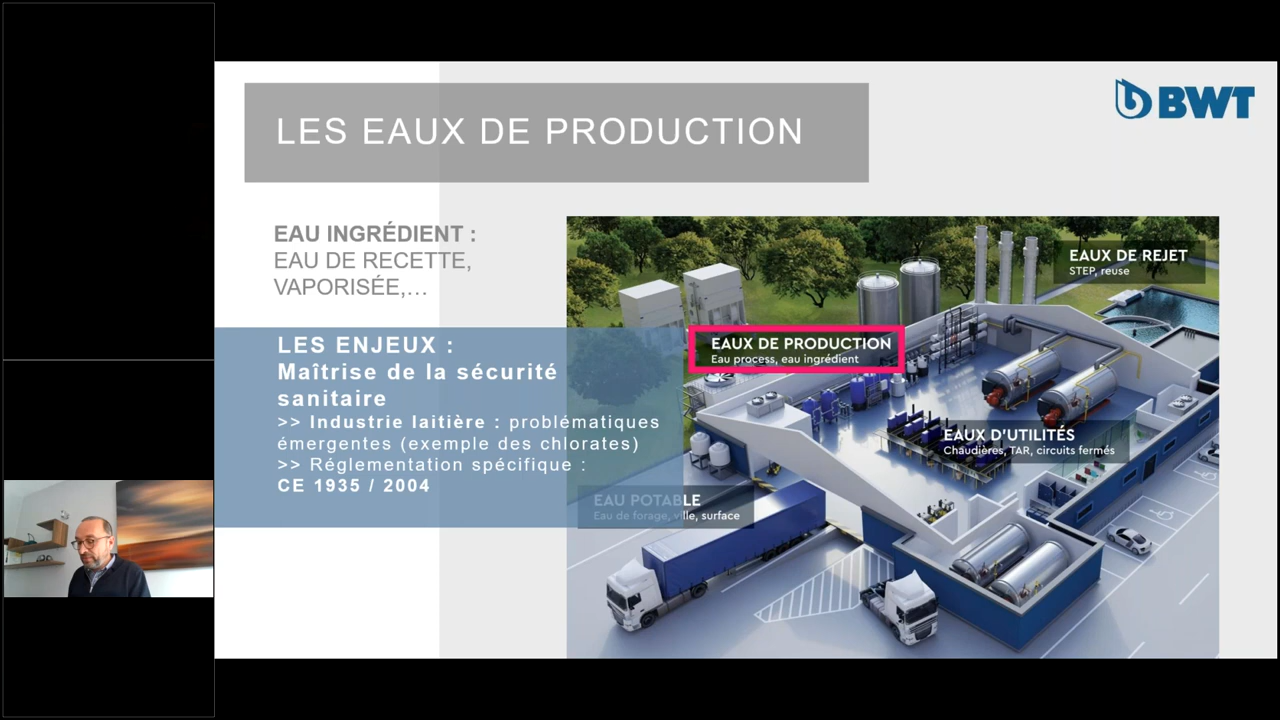 LES EAUX DE PRODUCTION
BWT
EAU INGRÉDIENT :
EAU DE RECETTE,
VAPORISÉE,…
LES ENJEUX :
Maîtrise de la sécurité
sanitaire
>> Industrie laitière : problématiques
émergentes (exemple des chlorates)
>> Réglementation spécifique :
CE 1935 / 2004
EAUX DE REJET
STEP, reuse
EAUX DE PRODUCTION
Eau process, eau ingrédient
EAUX D'UTILITÉS
Chaudières, TAR, circuits fermés
EAU POTABLE
Eau de forage, ville, surface